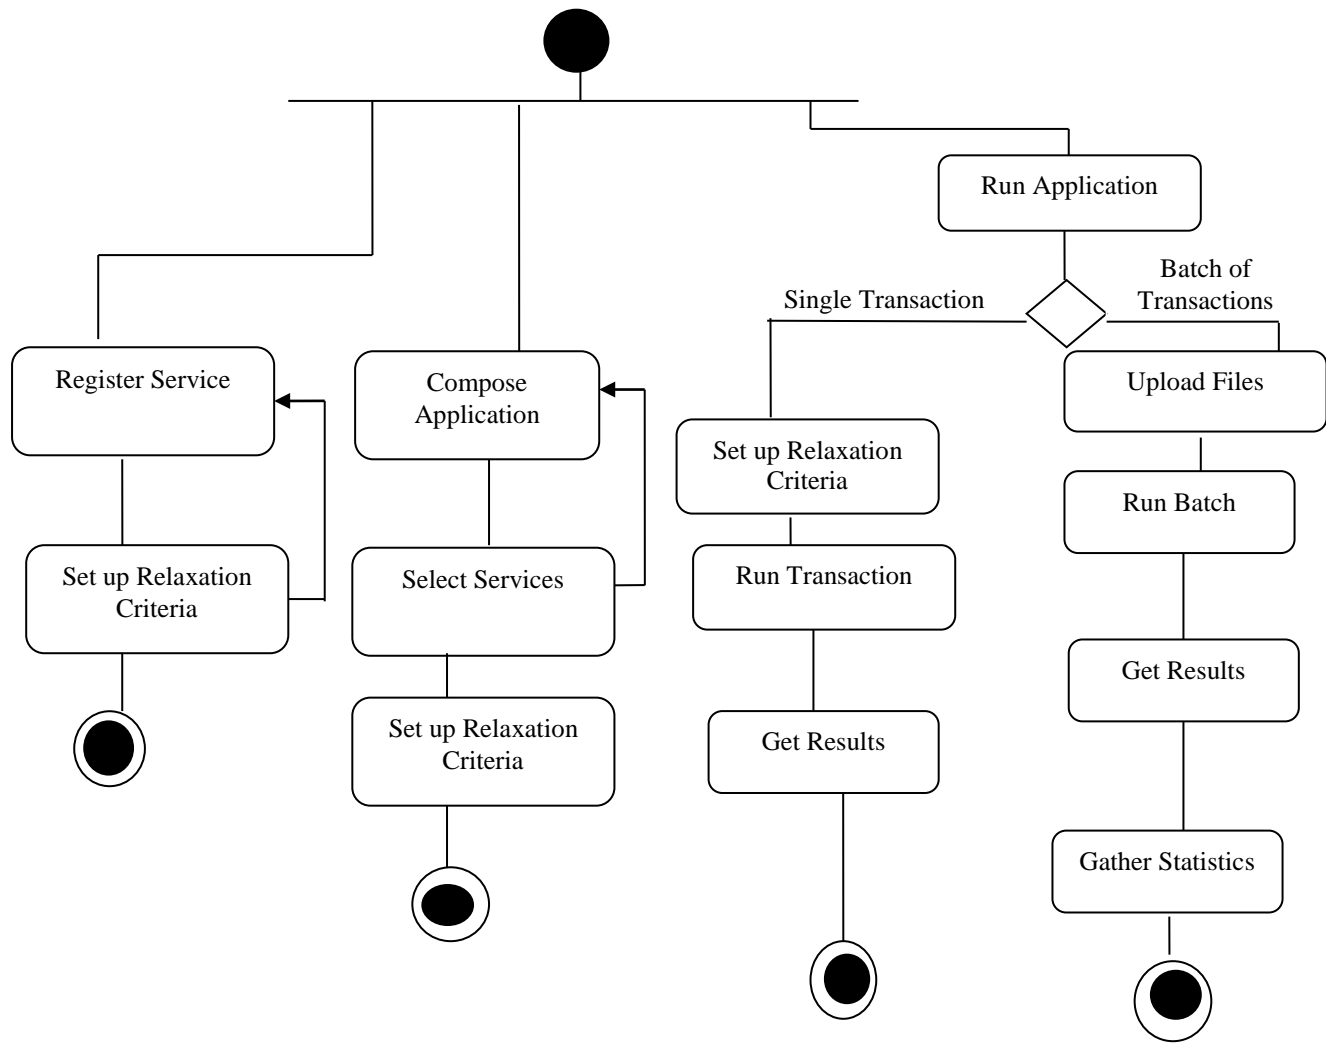 Run Application
Batch of
Transactions
Single Transaction
Register Service
Compose
Application
Upload Files
Set up Relaxation
Criteria
Run Batch
Set up Relaxation
Criteria
Select Services
Run Transaction
Get Results
Set up Relaxation
Criteria
Get Results
Gather Statistics